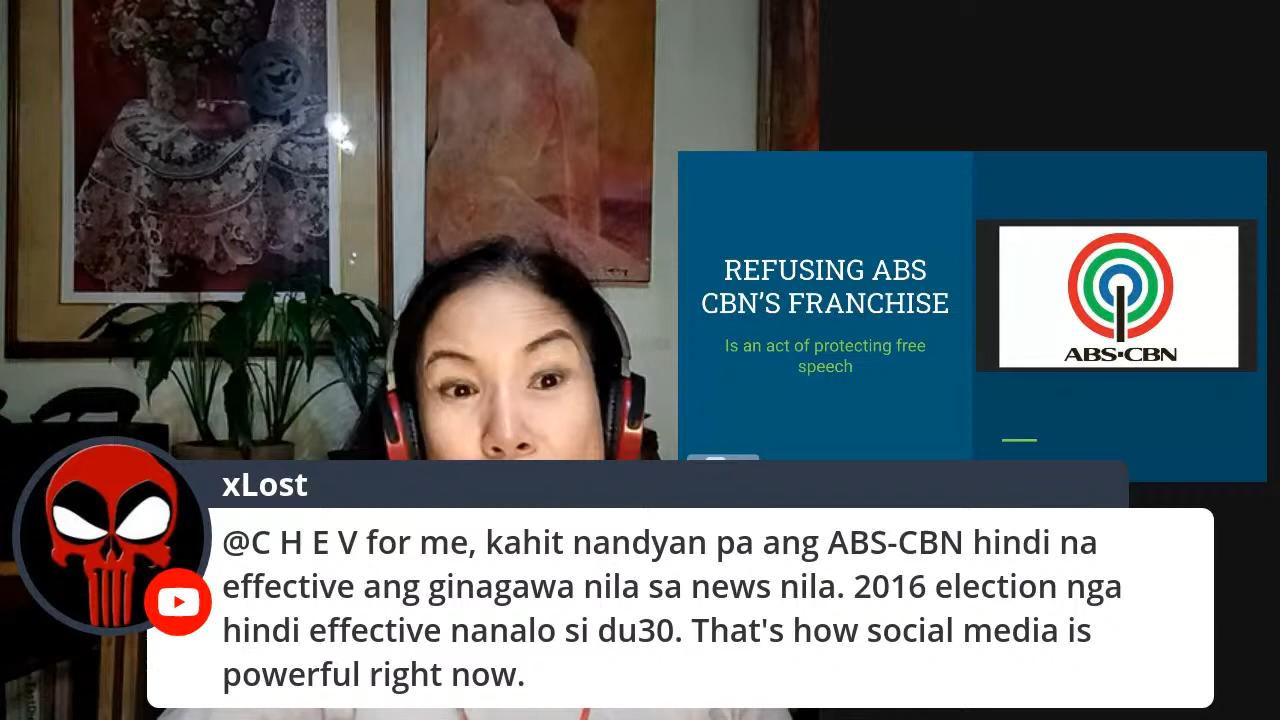 REFUSING ABS
CBN'S FRANCHISE
Is an act of protecting free
speech
ABS-CBN
xLost
@C H E V for me, kahit nandyan pa ang ABS-CBN hindi na
effective ang ginagawa nila sa news nila. 2016 election nga
hindi effective nanalo si du30. That's how social media is
powerful right now.